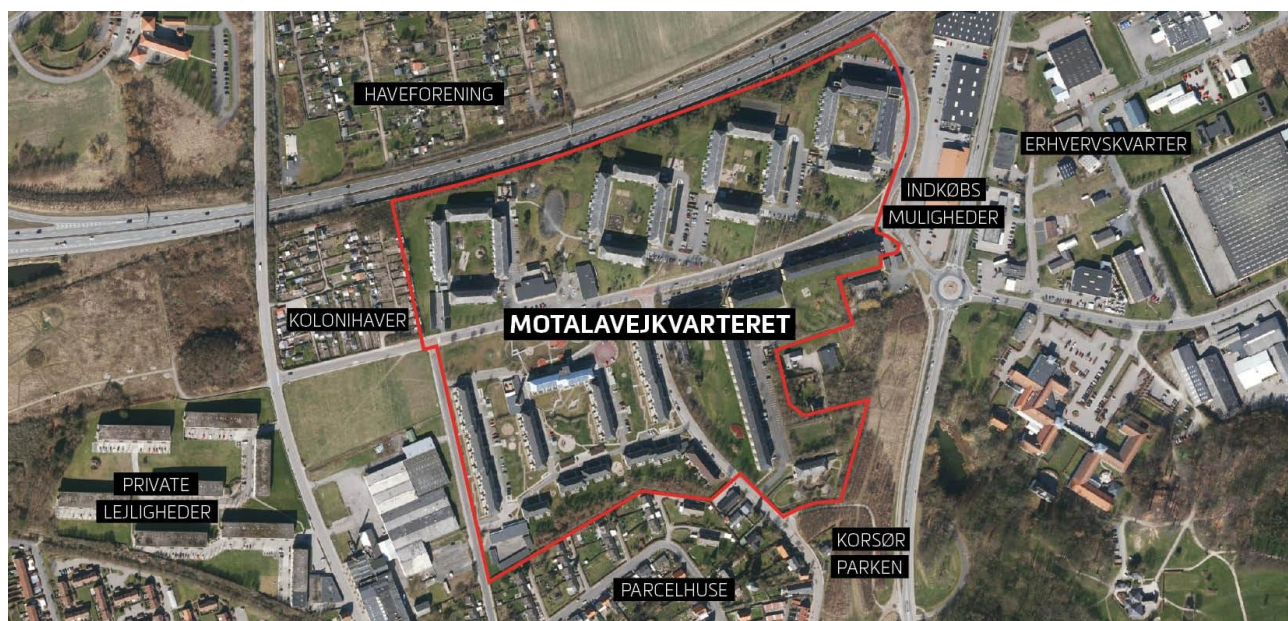 HAVEFORENING
ERHVERVSKVARTER
INDKØBS
MULIGHEDER
KOLONIHAVER
MOTALAVEJKVARTERET
PRIVATE
LEJLIGHEDER
KORSØR
PARKEN
PARCELHUSE